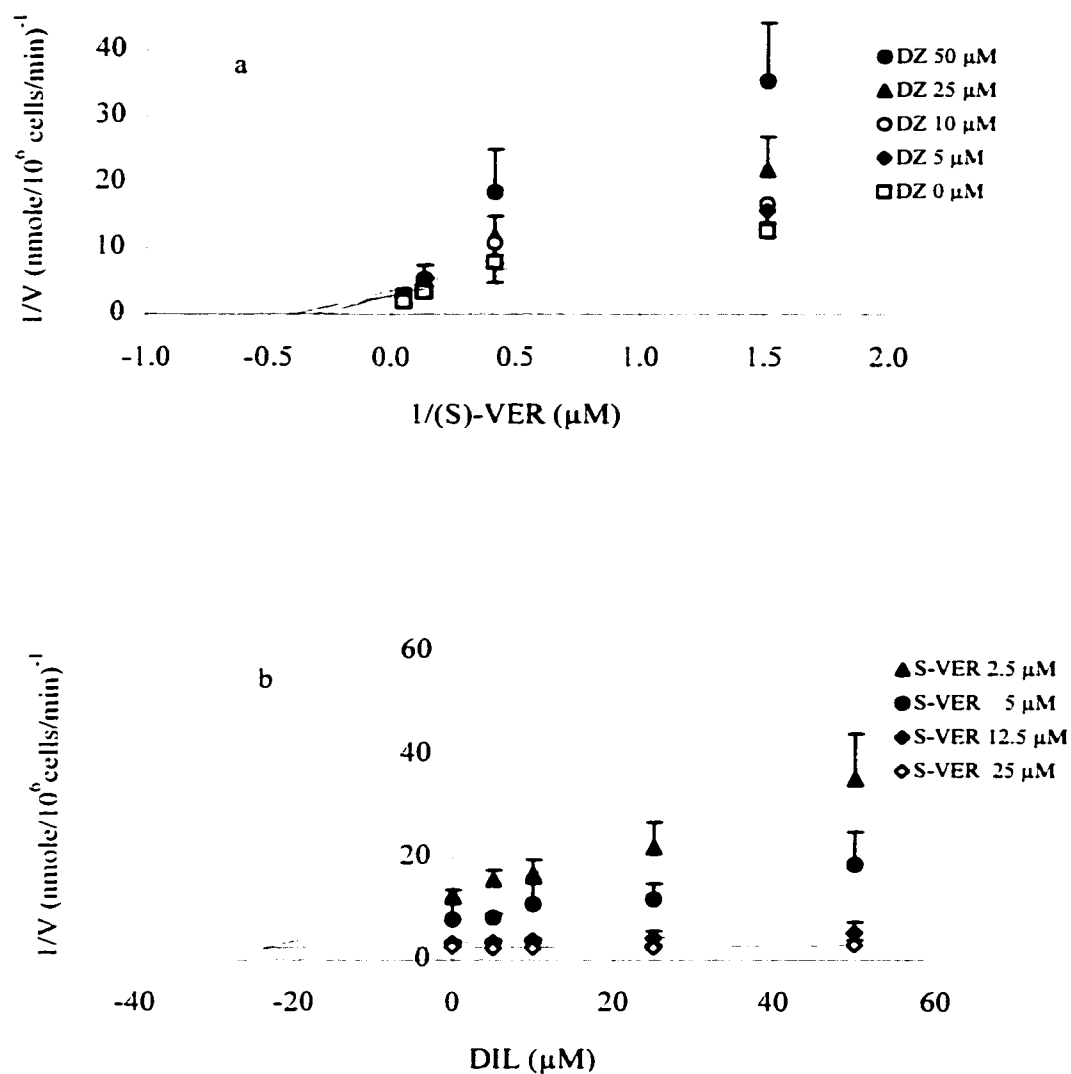 1/V (nmole/10⁶ cells/min)⁻¹
40
30
20
10
0
a
DZ 50 µM
DZ 25 µM
DZ 10 µM
DZ 5 µM
DZ 0 µM
-1.0 -0.5 0.0 0.5 1.0 1.5 2.0
1/(S)-VER (µM)
1/V (nmole/10⁶cells/min)⁻¹
60
40
20
0
b
S-VER 2.5 µM
S-VER 5 µM
S-VER 12.5 µM
S-VER 25 µM
-40 -20 0 20 40 60
DIL (µM)